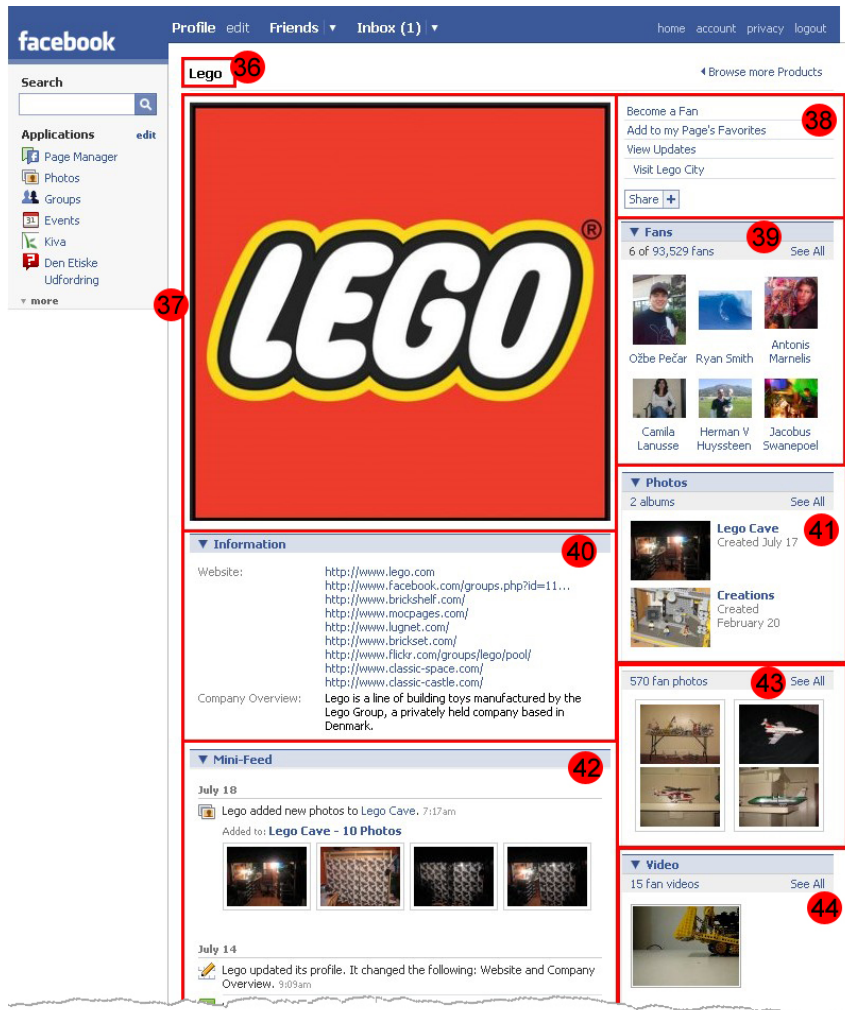 facebook
Profile edit Friends ▼ Inbox (1) ▼
home account privacy logout
Search
Applications edit
Page Manager
Photos
Groups
31 Events
Kiva
Den Etiske
Udfordring
▼ more
Lego
36
Browse more Products
37
LEGO®
38
Become a Fan
Add to my Page's Favorites
View Updates
Visit Lego City
Share +
▼ Fans
39
6 of 93,529 fans See All
Ožbe Pečar Ryan Smith Antonis
Marnelis
Camila Herman V Jacobus
Lanusse Huyssteen Swanepoel
▼ Information
40
Website: http://www.lego.com
http://www.facebook.com/groups.php?id=11...
http://www.brickshelf.com/
http://www.mocpages.com/
http://www.lugnet.com/
http://www.brickset.com/
http://www.flickr.com/groups/lego/pool/
http://www.classic-space.com/
http://www.classic-castle.com/
Company Overview: Lego is a line of building toys manufactured by the
Lego Group, a privately held company based in
Denmark.
▼ Photos
2 albums See All
41
Lego Cave
Created July 17
Creations
Created
February 20
▼ Mini-Feed
42
July 18
Lego added new photos to Lego Cave. 7:17am
Added to: Lego Cave - 10 Photos
July 14
Lego updated its profile. It changed the following: Website and Company
Overview. 9:09am
570 fan photos See All
43
▼ Video
15 fan videos See All
44